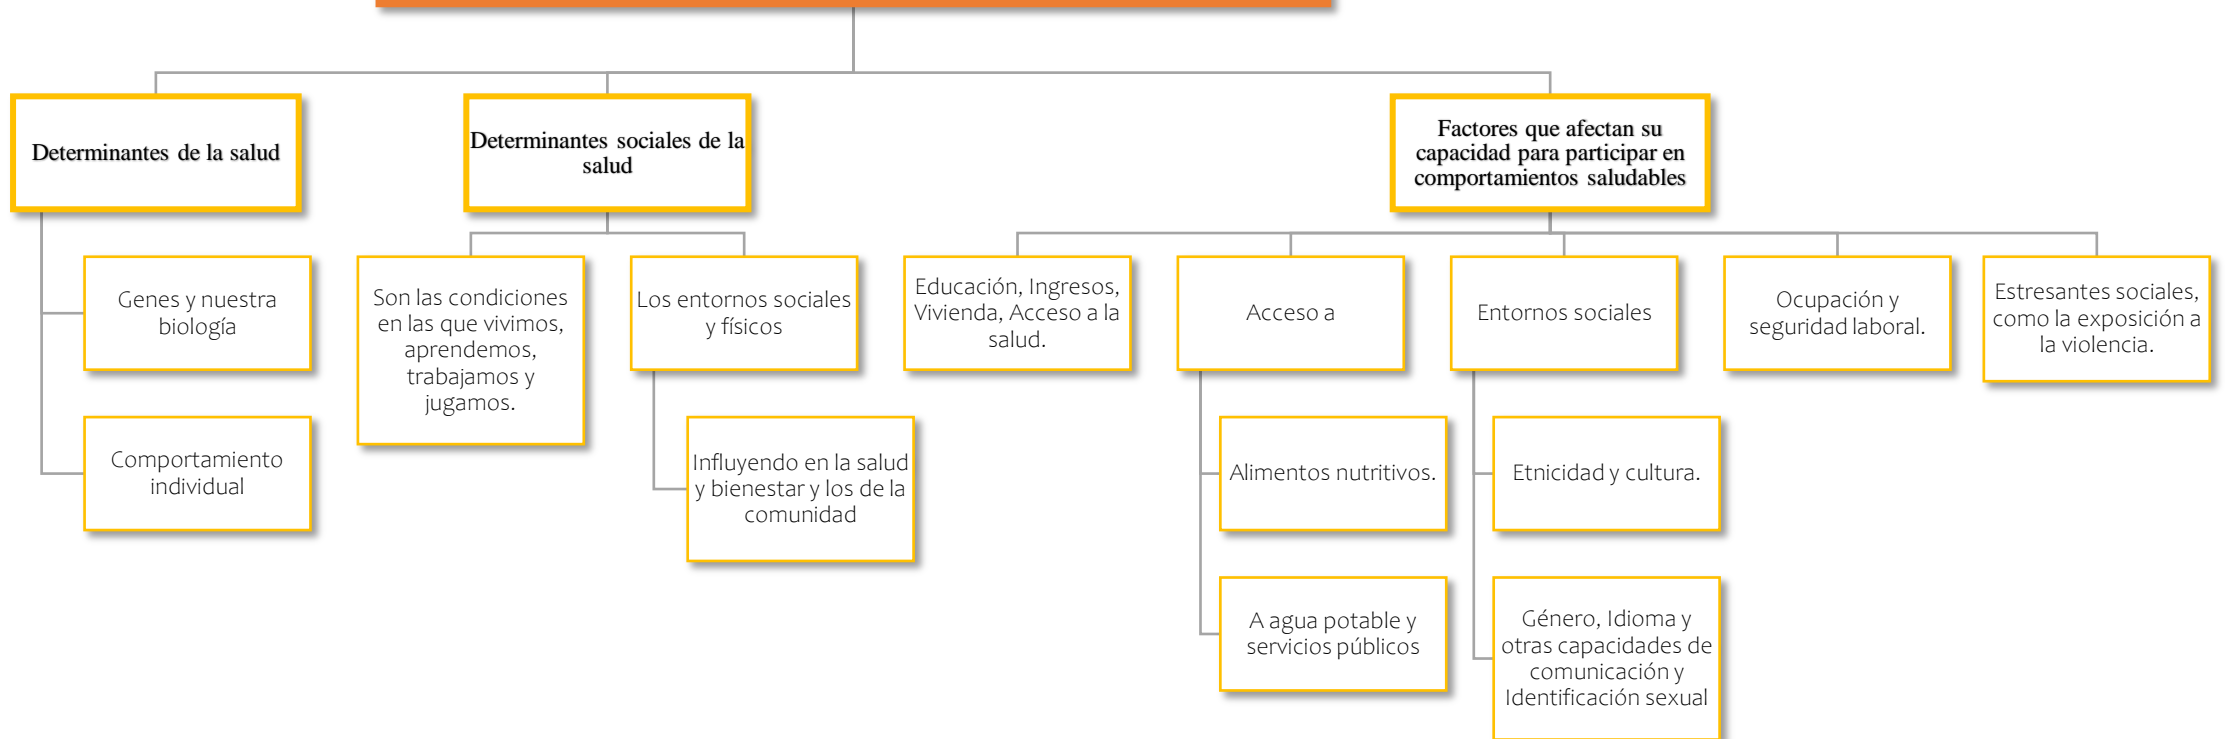 Determinantes de la salud
Determinantes sociales de la
salud
Factores que afectan su
capacidad para participar en
comportamientos saludables
Genes y nuestra
biología
Son las condiciones
en las que vivimos,
aprendemos,
trabajamos y
jugamos.
Los entornos sociales
y físicos
Educación, Ingresos,
Vivienda, Acceso a la
salud.
Acceso a
Entornos sociales
Ocupación y
seguridad laboral.
Estresantes sociales,
como la exposición a
la violencia.
Comportamiento
individual
Influyendo en la salud
y bienestar y los de la
comunidad
Alimentos nutritivos.
Etnicidad y cultura.
A agua potable y
servicios públicos
Género, Idioma y
otras capacidades de
comunicación y
Identificación sexual